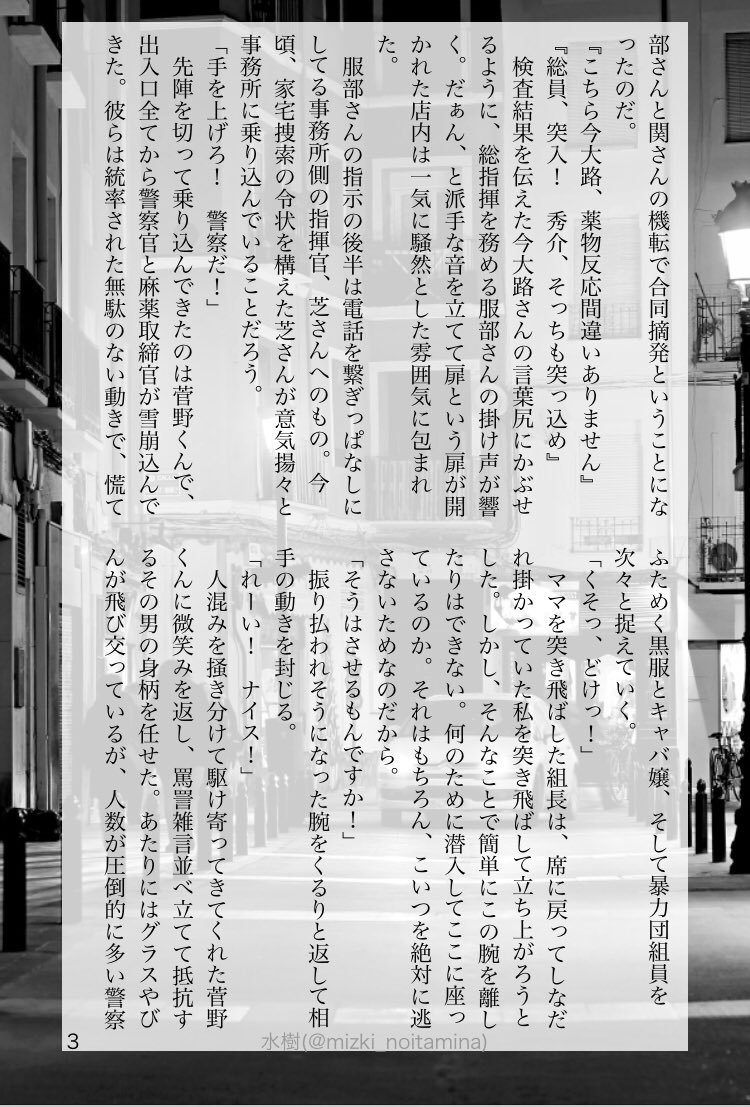 部さんと関さんの機転で合同摘発ということにな
ったのだ。
『こちら今大路、薬物反応間違いありません』
『総員、突入！　秀介、そっちも突っ込め』
　検査結果を伝えた今大路さんの言葉尻にかぶせ
るように、総指揮を務める服部さんの掛け声が響
く。だぁん、と派手な音を立てて扉という扉が開
かれた店内は一気に騒然とした雰囲気に包まれ
た。
　服部さんの指示の後半は電話を繋ぎっぱなしに
してる事務所側の指揮官、芝さんへのもの。今
頃、家宅捜索の令状を構えた芝さんが意気揚々と
事務所に乗り込んでいることだろう。
「手を上げろ！　警察だ！」
　先陣を切って乗り込んできたのは菅野くんで、
出入口全てから警察官と麻薬取締官が雪崩込んで
きた。彼らは統率された無駄のない動きで、慌て
ふためく黒服とキャバ嬢、そして暴力団組員を
次々と捉えていく。
「くそっ、どけっ！」
　ママを突き飛ばした組長は、席に戻ってしなだ
れ掛かっていた私を突き飛ばして立ち上がろうと
した。しかし、そんなことで簡単にこの腕を離し
たりはできない。何のために潜入してここに座っ
ているのか。それはもちろん、こいつを絶対に逃
さないためなのだから。
「そうはさせるもんですか！」
　振り払われそうになった腕をくるりと返して相
手の動きを封じる。
「れーい！　ナイス！」
　人混みを掻き分けて駆け寄ってきてくれた菅野
くんに微笑みを返し、罵詈雑言並べ立てて抵抗す
るその男の身柄を任せた。あたりにはグラスやび
んが飛び交っているが、人数が圧倒的に多い警察
3
水樹(@mizki_noitamina)